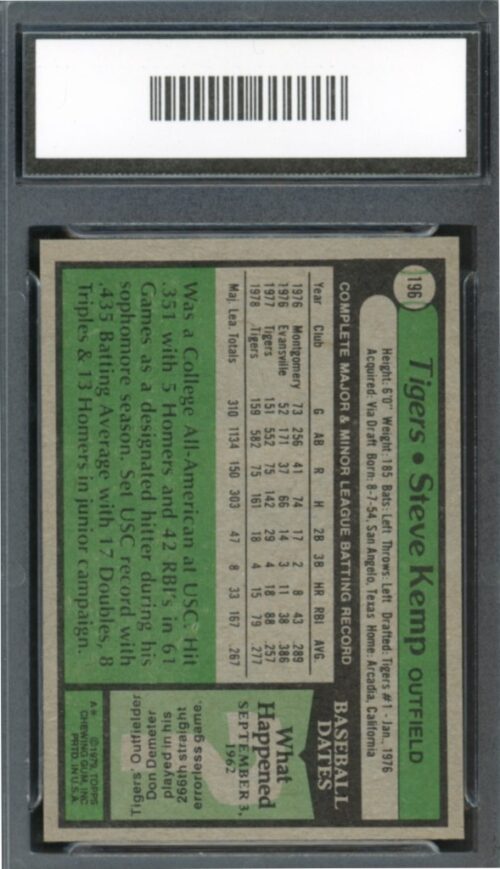 196
Tigers • Steve Kemp OUTFIELD
Height: 6'0" Weight: 185 Bats: Left Throws: Left Drafted: Tigers #1 - Jan., 1976
Acquired: Via Draft Born: 8-7-54, San Angelo, Texas Home: Arcadia, California
COMPLETE MAJOR & MINOR LEAGUE BATTING RECORD
Year Club G AB R H 2B 3B HR RBI AVG.
1976 Montgomery 73 256 41 74 17 2 8 43 .289
1976 Evansville 52 171 37 66 14 3 11 38 .386
1977 Tigers 151 552 75 142 29 4 18 88 .257
1978 Tigers 159 582 75 161 18 4 15 79 .277
Maj. Lea. Totals 310 1134 150 303 47 8 33 167 .267
Was a College All-American at USC. Hit
.351 with 5 Homers and 42 RBI's in 61
Games as a designated hitter during his
sophomore season. Set USC record with
.435 Batting Average with 17 Doubles, 8
Triples & 13 Homers in junior campaign.
BASEBALL
DATES
What
Happened
SEPTEMBER 3,
1962
Tigers' Outfielder
Don Demeter
played in his
266th straight
errorless game.
A* ©1979, TOPPS
CHEWING GUM, INC.
PRTD. IN U.S.A.